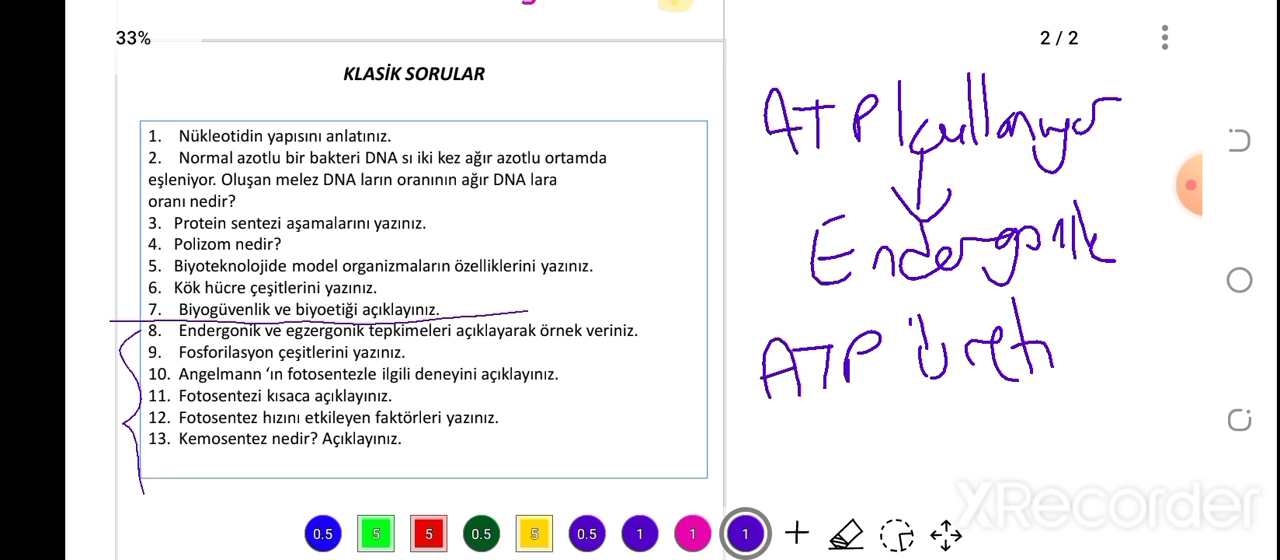 33%
2 / 2
KLASİK SORULAR
1. Nükleotidin yapısını anlatınız.
2. Normal azotlu bir bakteri DNA sı iki kez ağır azotlu ortamda
eşleniyor. Oluşan melez DNA ların oranının ağır DNA lara
oranı nedir?
3. Protein sentezi aşamalarını yazınız.
4. Polizom nedir?
5. Biyoteknolojide model organizmaların özelliklerini yazınız.
6. Kök hücre çeşitlerini yazınız.
7. Biyogüvenlik ve biyoetiği açıklayınız.
8. Endergonik ve egzergonik tepkimeleri açıklayarak örnek veriniz.
9. Fosforilasyon çeşitlerini yazınız.
10. Angelmann ‘ın fotosentezle ilgili deneyini açıklayınız.
11. Fotosentezi kısaca açıklayınız.
12. Fotosentez hızını etkileyen faktörleri yazınız.
13. Kemosentez nedir? Açıklayınız.
ATP
Endergonik
ATP üreti
0.5 5 5 0.5 5 0.5 1 1 1
XRecorder